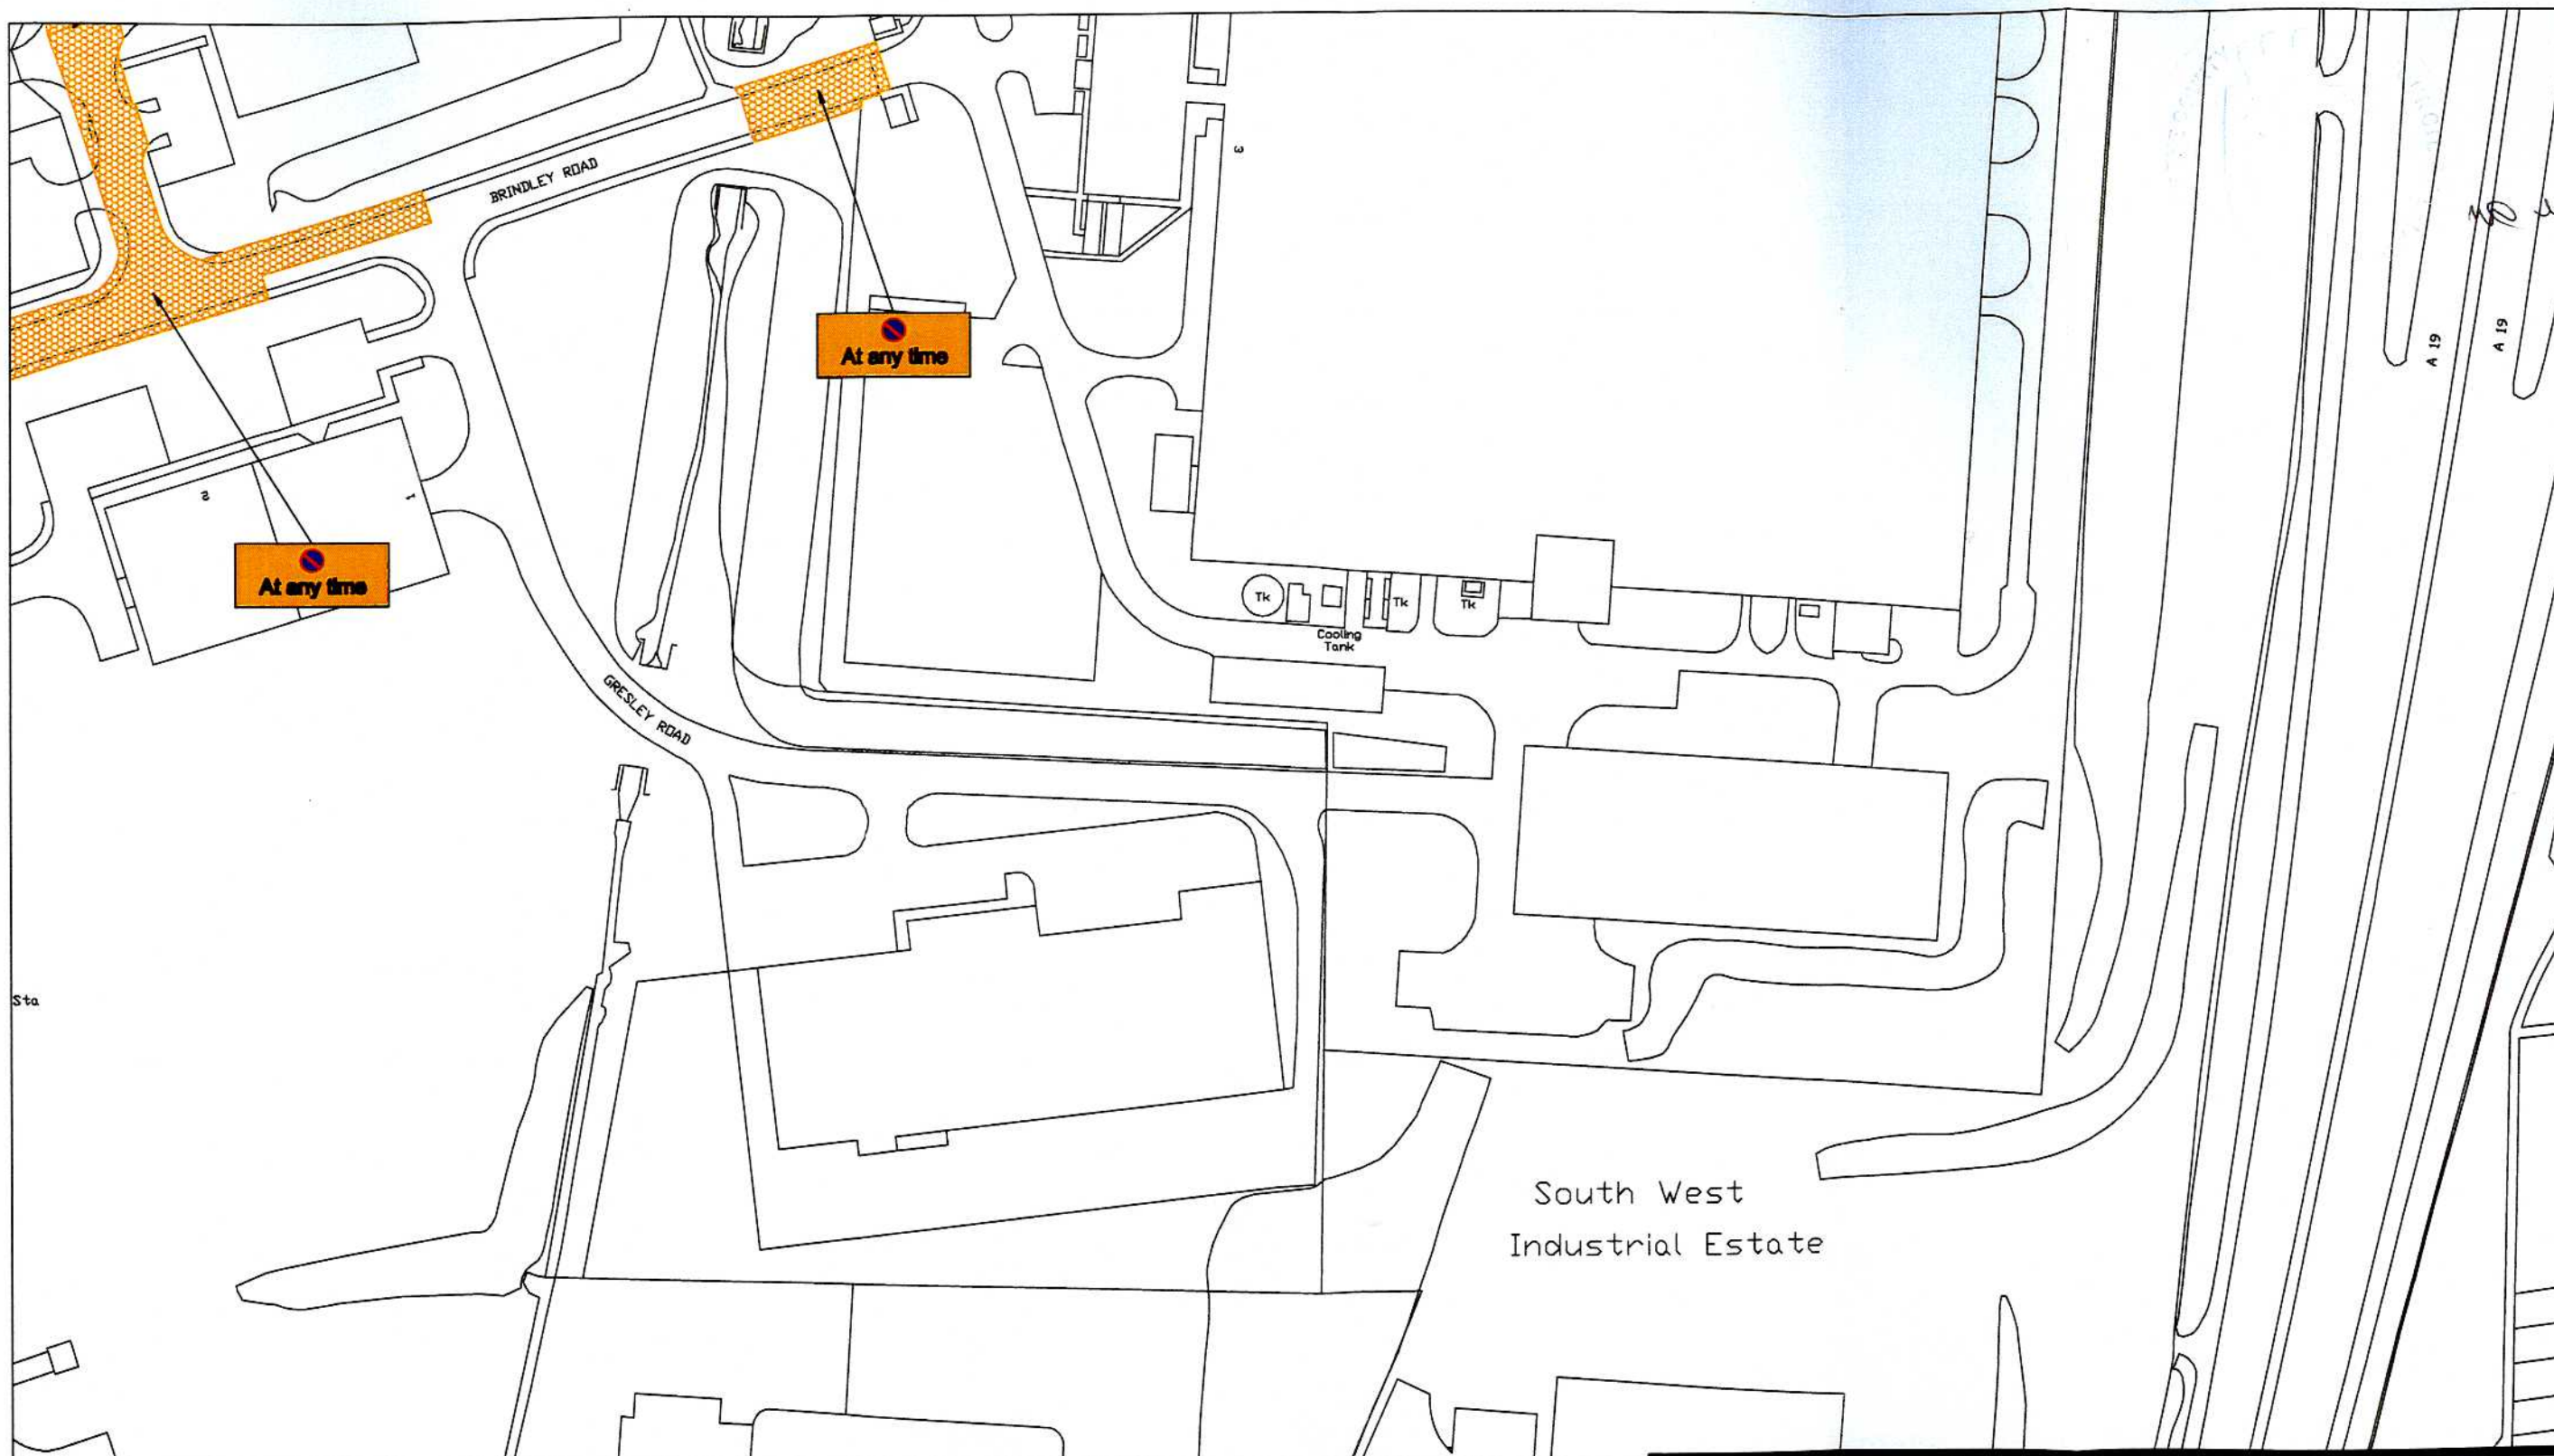 BRINDLEY ROAD
3
At any time
A 19
A 19
2
1
At any time
Tk
Tk
Tk
Cooling
Tank
GRESLEY ROAD
Sta
South West
Industrial Estate